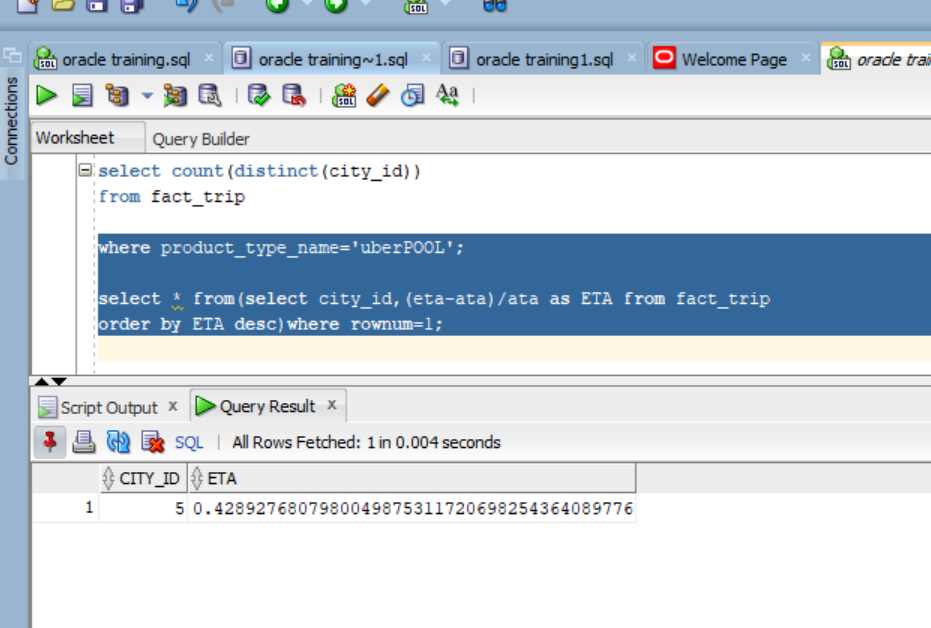 oracle training.sql × oracle training~1.sql × oracle training1.sql × Welcome Page × oracle trai
Connections
Worksheet Query Builder
select count(distinct(city_id))
from fact_trip
where product_type_name='uberPOOL';
select * from(select city_id,(eta-ata)/ata as ETA from fact_trip
order by ETA desc)where rownum=1;
Script Output x Query Result x
SQL | All Rows Fetched: 1 in 0.004 seconds
CITY_ID ETA
1 5 0.428927680798004987531172069825436408977​6